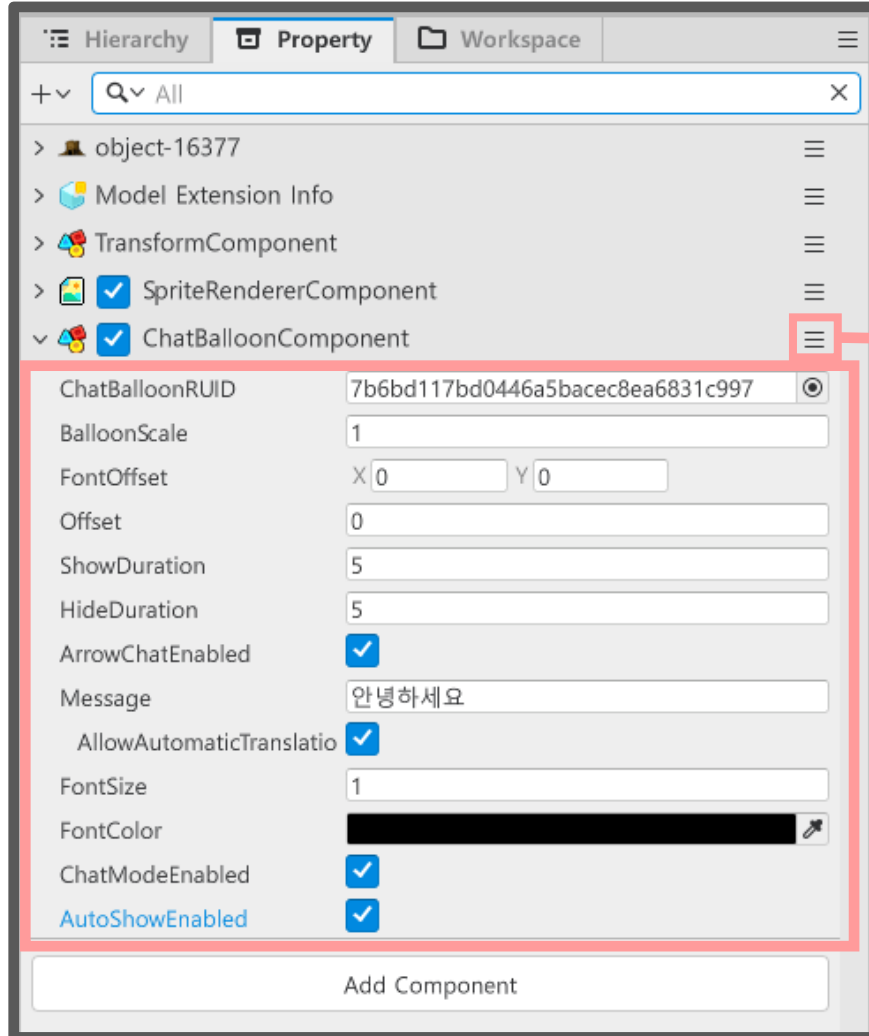 Hierarchy Property Workspace
All
object-16377
Model Extension Info
TransformComponent
SpriteRendererComponent
ChatBalloonComponent
ChatBalloonRUID 7b6bd117bd0446a5bacec8ea6831c997
BalloonScale 1
FontOffset X 0 Y 0
Offset 0
ShowDuration 5
HideDuration 5
ArrowChatEnabled
Message 안녕하세요
AllowAutomaticTranslatio
FontSize 1
FontColor
ChatModeEnabled
AutoShowEnabled
Add Component